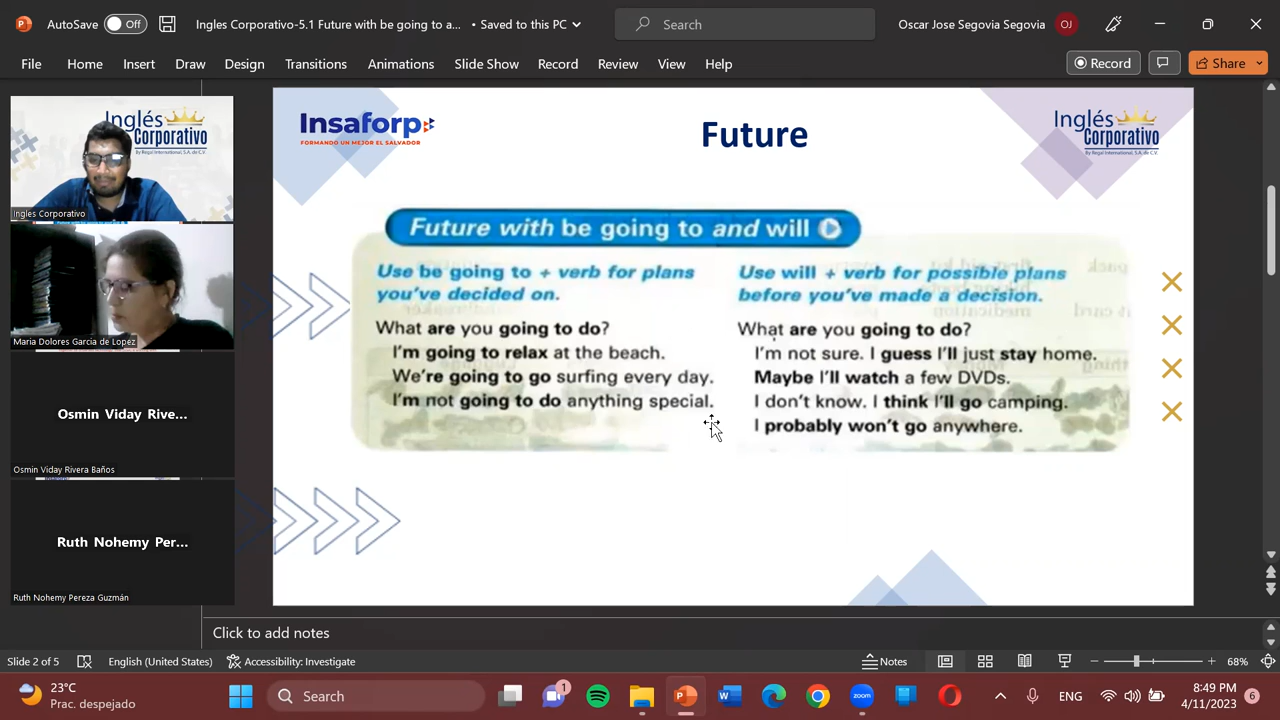 AutoSave Off Ingles Corporativo-5.1 Future with be going to a... • Saved to this PC Search Oscar Jose Segovia Segovia OJ
File Home Insert Draw Design Transitions Animations Slide Show Record Review View Help Record Share
Inglés
Corporativo
Ingles Corporativo
Maria Dolores Garcia de Lopez
Osmin Viday Rive...
Osmin Viday Rivera Baños
Ruth Nohemy Per...
Ruth Nohemy Pereza Guzmán
Insaforp
FORMANDO UN MEJOR EL SALVADOR
Future
Inglés
Corporativo
By Regal International, S.A. de C.V.
Future with be going to and will
Use be going to + verb for plans
you've decided on.
What are you going to do?
I'm going to relax at the beach.
We're going to go surfing every day.
I'm not going to do anything special.
Use will + verb for possible plans
before you've made a decision.
What are you going to do?
I'm not sure. I guess I'll just stay home.
Maybe I'll watch a few DVDs.
I don't know. I think I'll go camping.
I probably won't go anywhere.
Click to add notes
Slide 2 of 5 English (United States) Accessibility: Investigate Notes 68%
23°C
Prac. despejado
Search
1
zoom
ENG
8:49 PM
4/11/2023
6